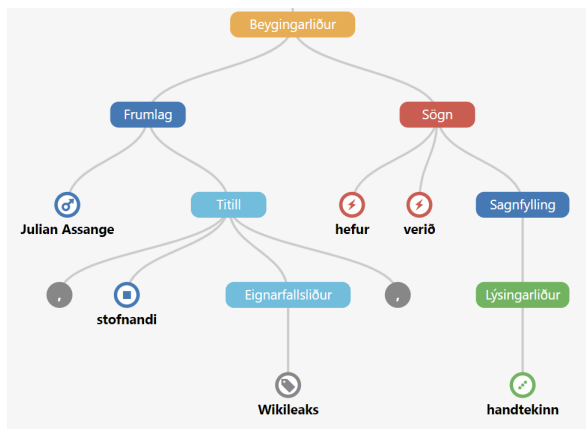 Beygingarliður
Frumlag Sögn
Julian Assange Titill hefur verið Sagnfylling
, stofnandi Eignarfallsliður , Lýsingarliður
Wikileaks handtekinn